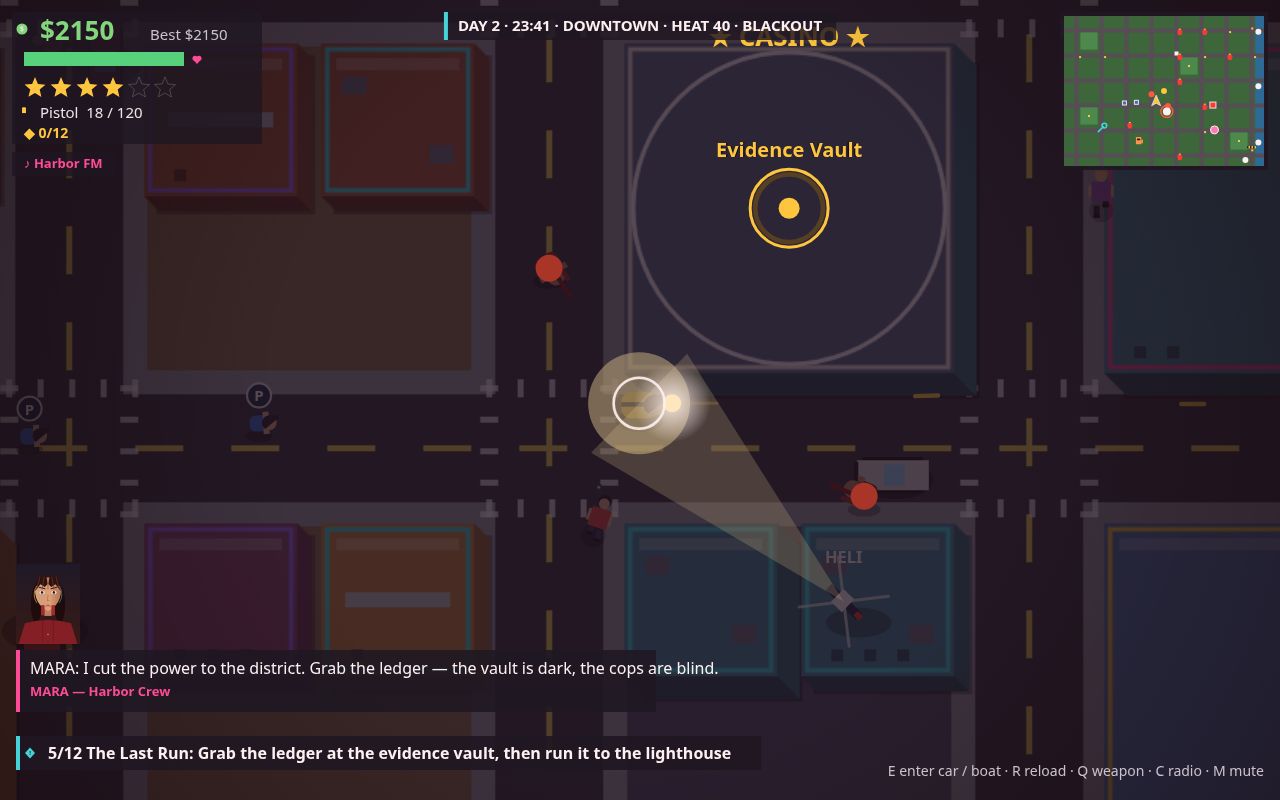 $2150
Best $2150
Pistol 18 / 120
0/12
♪ Harbor FM
DAY 2 · 23:41 · DOWNTOWN · HEAT 40 · BLACKOUT
★ CASINO ★
Evidence Vault
P
P
HELI
MARA: I cut the power to the district. Grab the ledger — the vault is dark, the cops are blind.
MARA — Harbor Crew
5/12 The Last Run: Grab the ledger at the evidence vault, then run it to the lighthouse
E enter car / boat · R reload · Q weapon · C radio · M mute